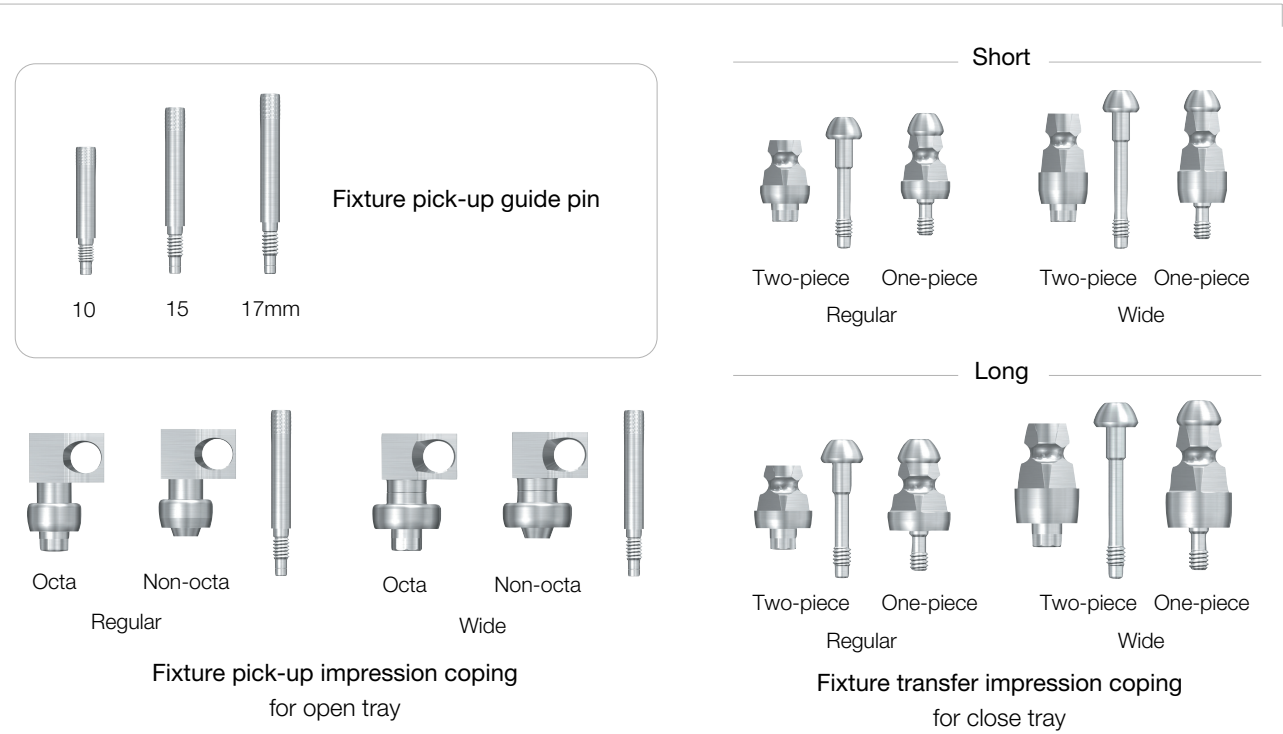 Fixture pick-up guide pin
10 15 17mm
Octa Non-octa Octa Non-octa
Regular Wide
Fixture pick-up impression coping
for open tray
Short
Two-piece One-piece Two-piece One-piece
Regular Wide
Long
Two-piece One-piece Two-piece One-piece
Regular Wide
Fixture transfer impression coping
for close tray